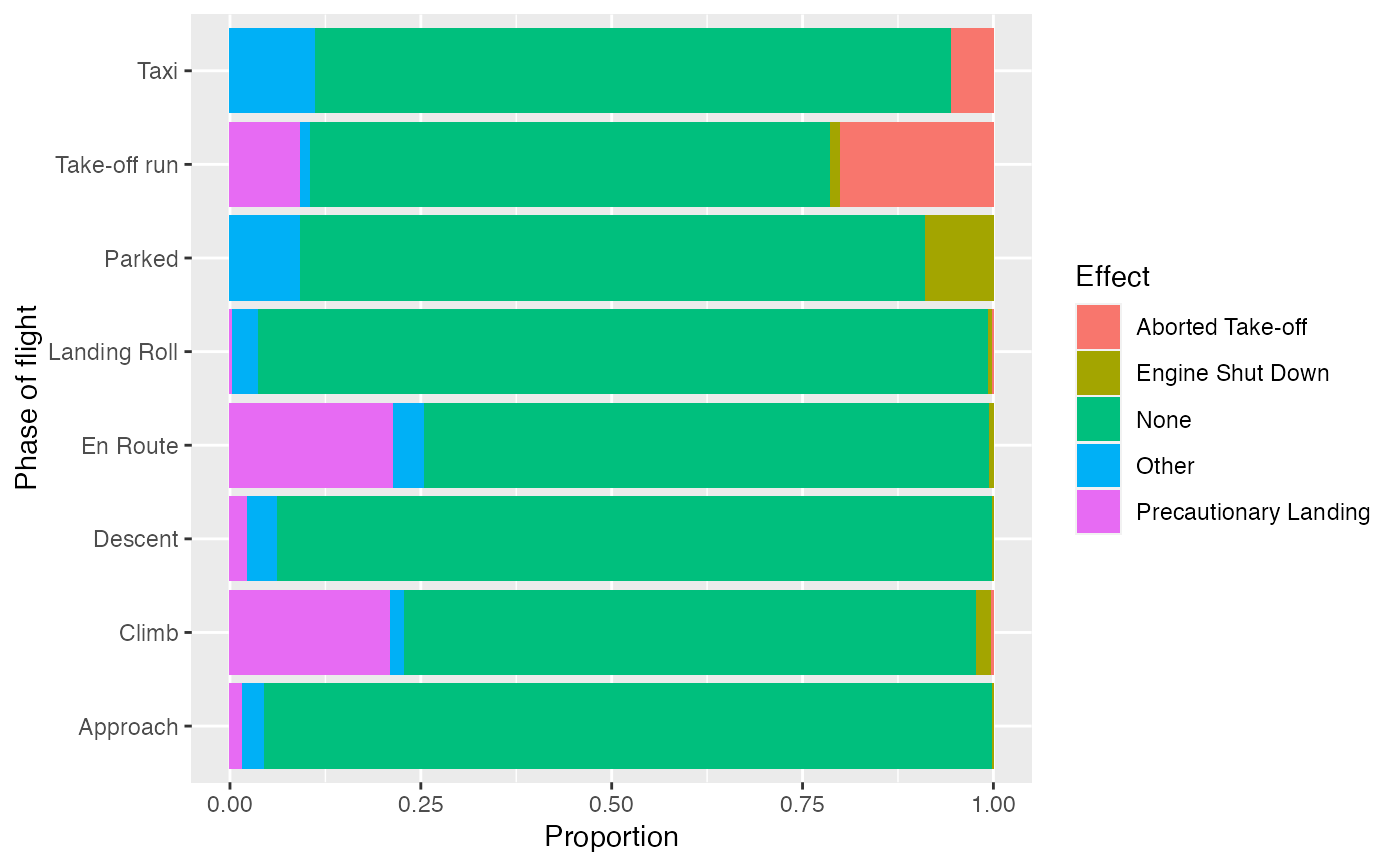 Taxi
Take-off run
Parked
Landing Roll
En Route
Descent
Climb
Approach
Phase of flight
0.00 0.25 0.50 0.75 1.00
Proportion
Effect
Aborted Take-off
Engine Shut Down
None
Other
Precautionary Landing